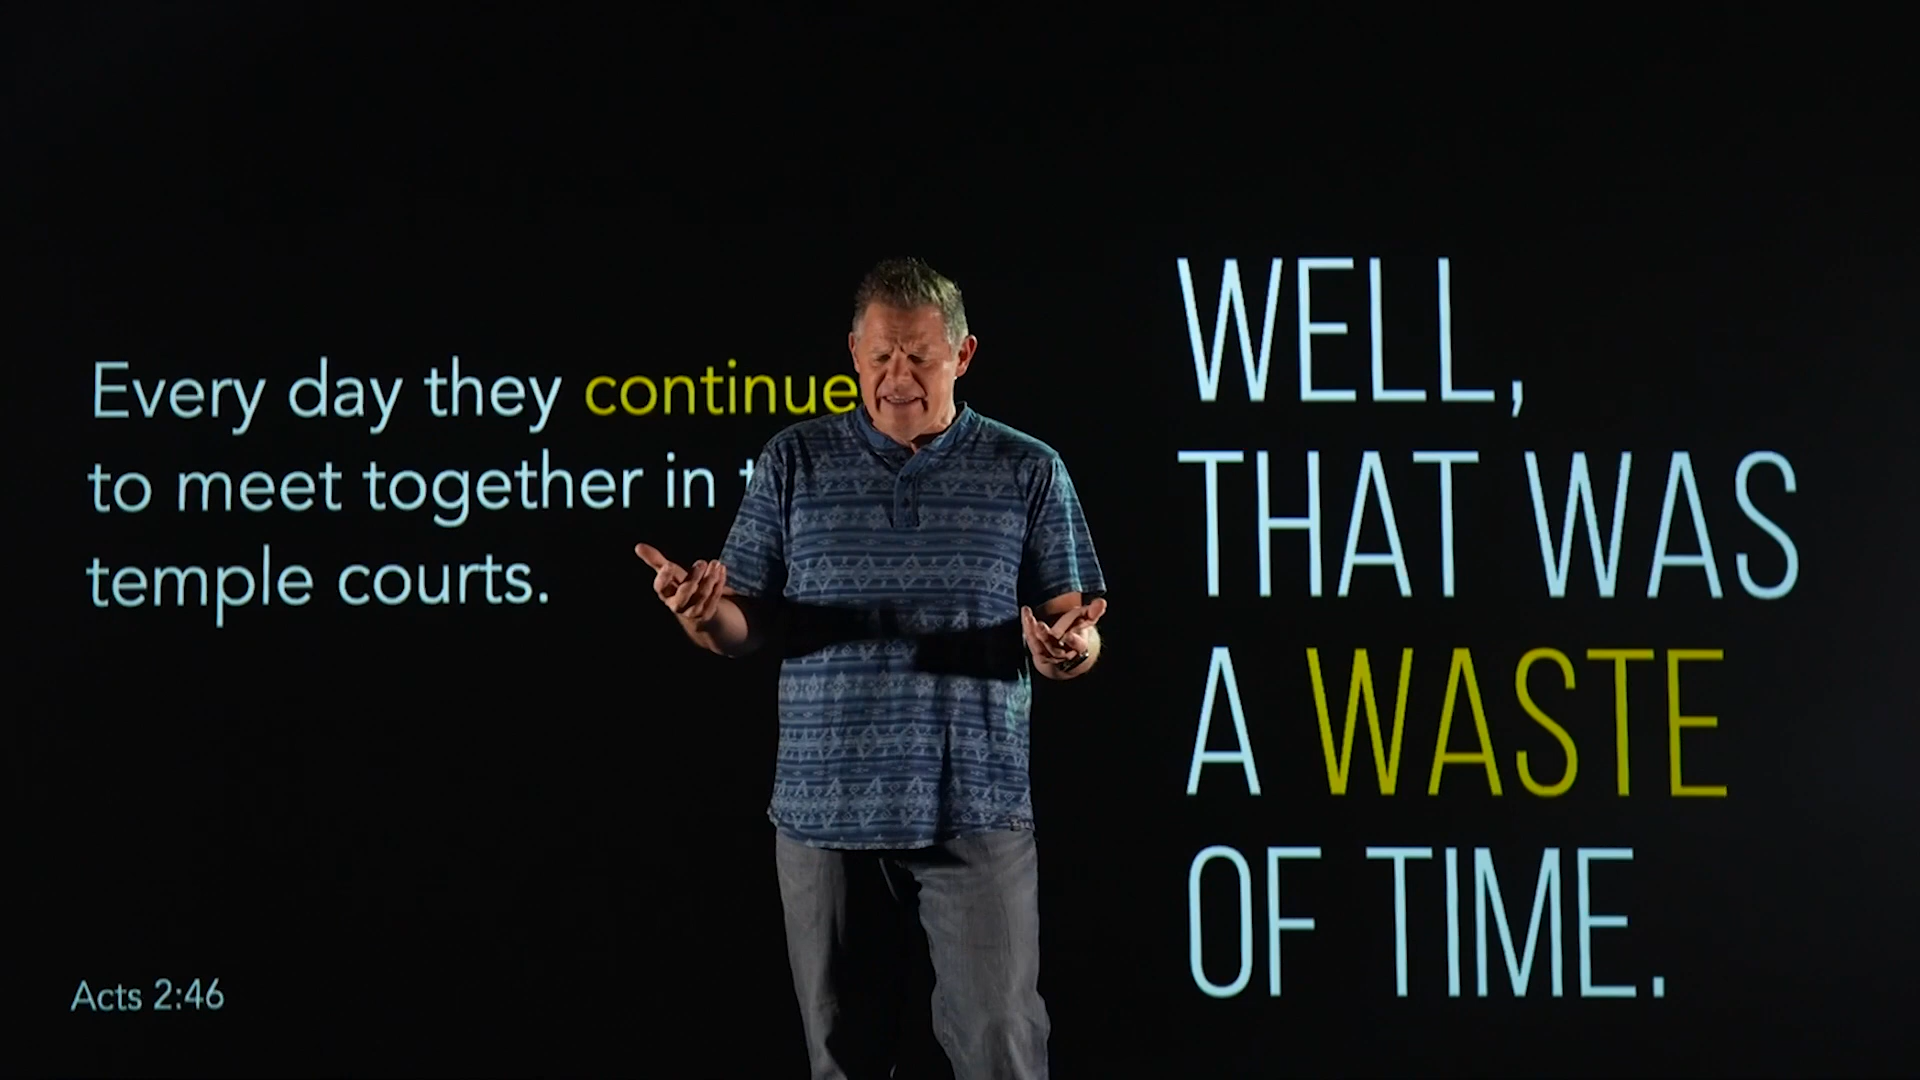 Every day they continue
to meet together in
temple courts.
Acts 2:46
WELL,
THAT WAS
A WASTE
OF TIME.